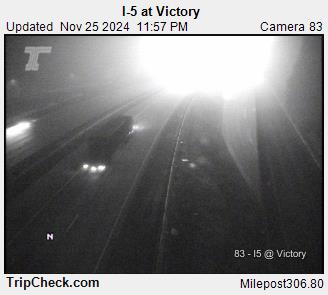 I-5 at Victory
Updated Nov 25 2024 11:57 PM Camera 83
T
N
83 - I5 @ Victory
TripCheck.com Milepost306.80